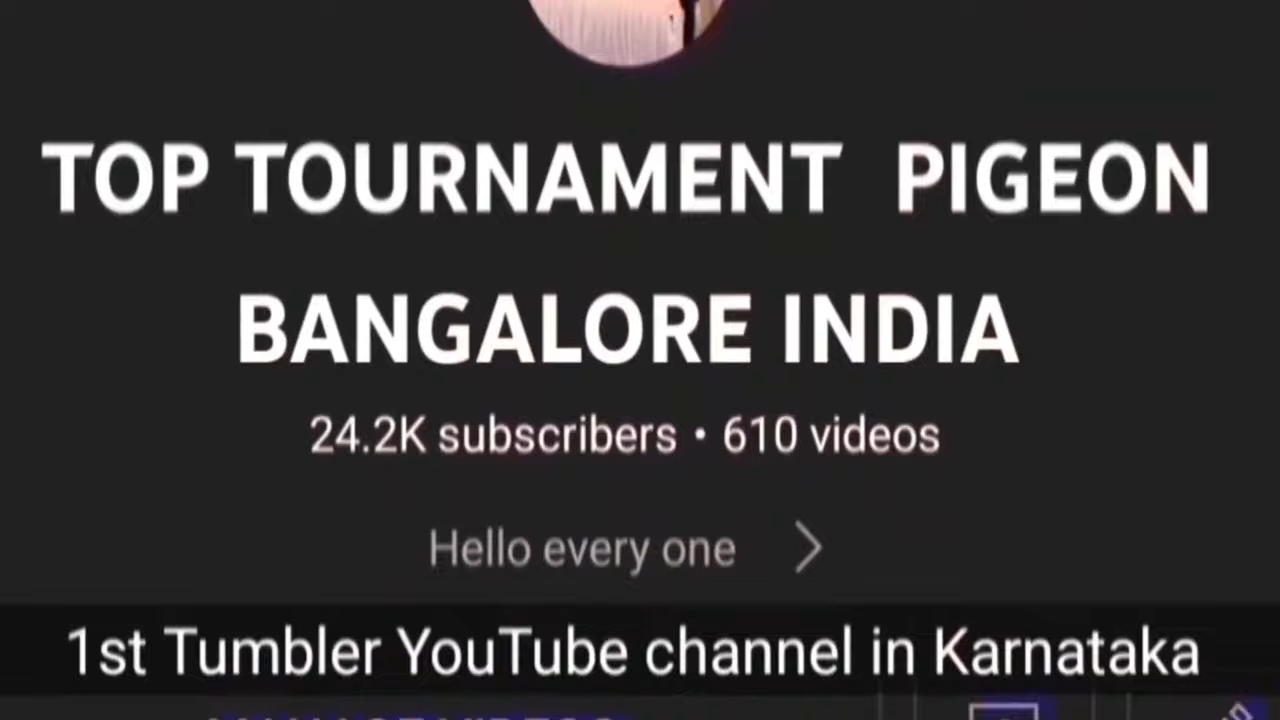 TOP TOURNAMENT PIGEON
BANGALORE INDIA
24.2K subscribers • 610 videos
Hello every one
1st Tumbler YouTube channel in Karnataka